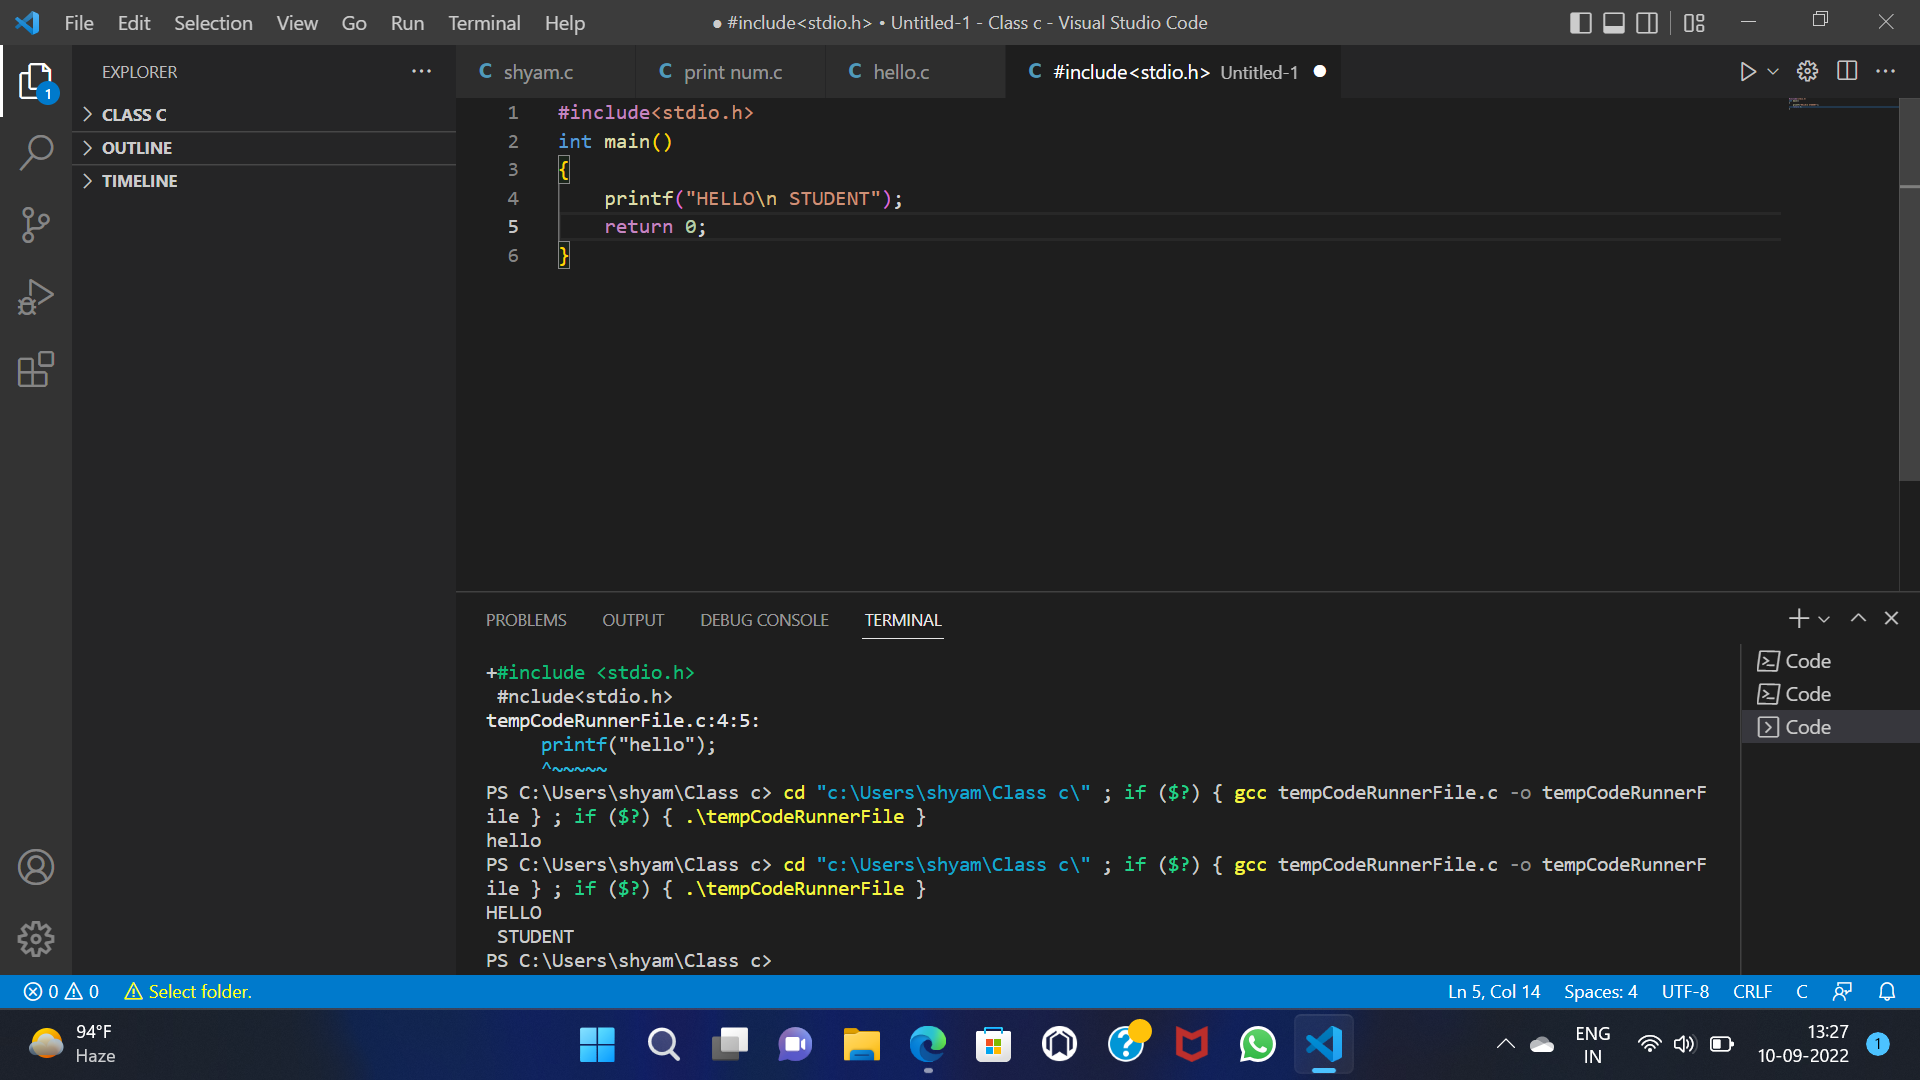 File Edit Selection View Go Run Terminal Help
● #include<stdio.h> • Untitled-1 - Class c - Visual Studio Code
EXPLORER
1
CLASS C
OUTLINE
TIMELINE
C shyam.c
C print num.c
C hello.c
C #include<stdio.h> Untitled-1 ●
1 #include<stdio.h>
2 int main()
3 {
4     printf("HELLO\n STUDENT");
5     return 0;
6 }
PROBLEMS OUTPUT DEBUG CONSOLE TERMINAL
+#include <stdio.h>
 #nclude<stdio.h>
tempCodeRunnerFile.c:4:5:
     printf("hello");
     ^~~~~~
PS C:\Users\shyam\Class c> cd "c:\Users\shyam\Class c\" ; if ($?) { gcc tempCodeRunnerFile.c -o tempCodeRunnerF
ile } ; if ($?) { .\tempCodeRunnerFile }
hello
PS C:\Users\shyam\Class c> cd "c:\Users\shyam\Class c\" ; if ($?) { gcc tempCodeRunnerFile.c -o tempCodeRunnerF
ile } ; if ($?) { .\tempCodeRunnerFile }
HELLO
 STUDENT
PS C:\Users\shyam\Class c>
Code
Code
Code
0 0 Select folder.
Ln 5, Col 14 Spaces: 4 UTF-8 CRLF C
94°F
Haze
ENG
IN
13:27
10-09-2022
1